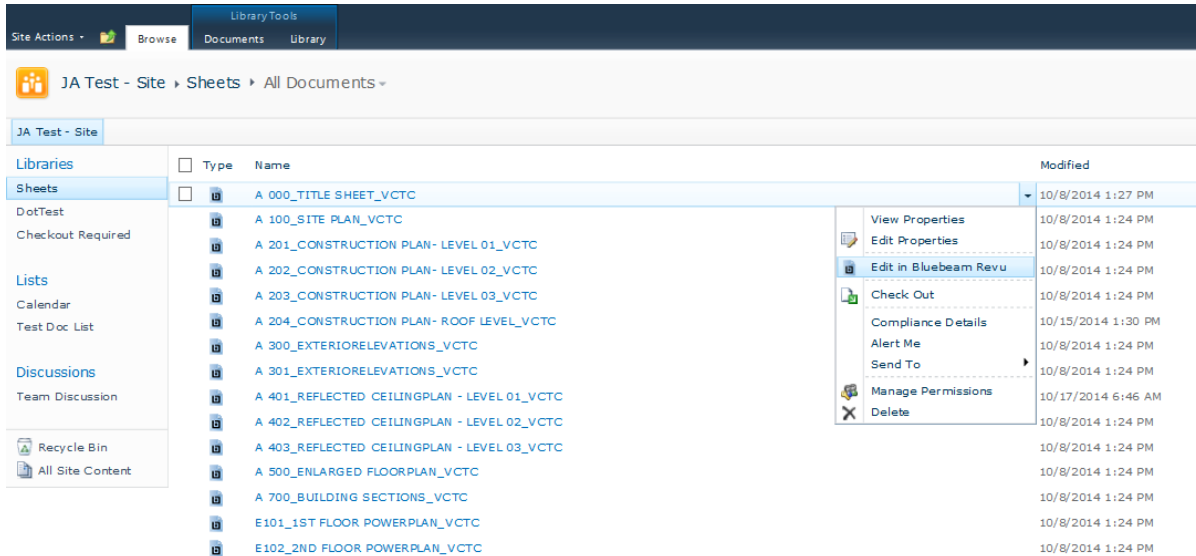 Library Tools
Site Actions Browse Documents Library
JA Test - Site Sheets All Documents
JA Test - Site
Libraries
Sheets
DotTest
Checkout Required
Lists
Calendar
Test Doc List
Discussions
Team Discussion
Recycle Bin
All Site Content
Type Name Modified
A 000_TITLE SHEET_VCTC 10/8/2014 1:27 PM
A 100_SITE PLAN_VCTC 10/8/2014 1:24 PM
A 201_CONSTRUCTION PLAN- LEVEL 01_VCTC 10/8/2014 1:24 PM
A 202_CONSTRUCTION PLAN- LEVEL 02_VCTC 10/8/2014 1:24 PM
A 203_CONSTRUCTION PLAN- LEVEL 03_VCTC 10/8/2014 1:24 PM
A 204_CONSTRUCTION PLAN- ROOF LEVEL_VCTC 10/15/2014 1:30 PM
A 300_EXTERIORELEVATIONS_VCTC 10/8/2014 1:24 PM
A 301_EXTERIORELEVATIONS_VCTC 10/8/2014 1:24 PM
A 401_REFLECTED CEILINGPLAN - LEVEL 01_VCTC 10/17/2014 6:46 AM
A 402_REFLECTED CEILINGPLAN - LEVEL 02_VCTC 10/8/2014 1:24 PM
A 403_REFLECTED CEILINGPLAN - LEVEL 03_VCTC 10/8/2014 1:24 PM
A 500_ENLARGED FLOORPLAN_VCTC 10/8/2014 1:24 PM
A 700_BUILDING SECTIONS_VCTC 10/8/2014 1:24 PM
E101_1ST FLOOR POWERPLAN_VCTC 10/8/2014 1:24 PM
E102_2ND FLOOR POWERPLAN_VCTC 10/8/2014 1:24 PM
View Properties
Edit Properties
Edit in Bluebeam Revu
Check Out
Compliance Details
Alert Me
Send To
Manage Permissions
Delete